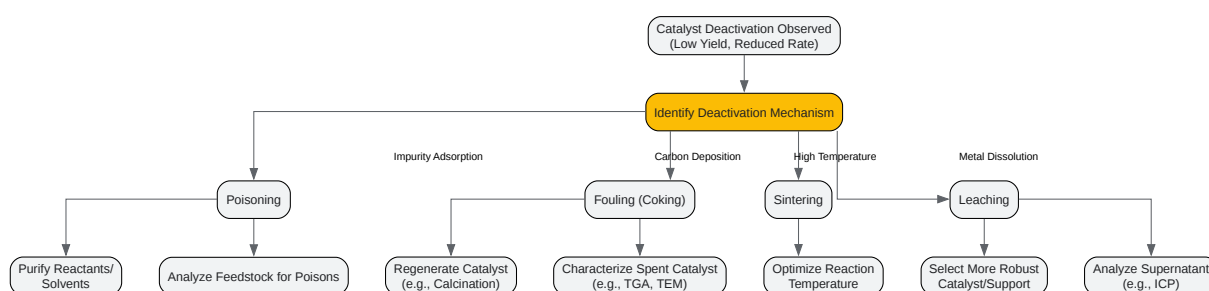 Catalyst Deactivation Observed
(Low Yield, Reduced Rate)
Identify Deactivation Mechanism
Impurity Adsorption
Carbon Deposition
High Temperature
Metal Dissolution
Poisoning
Fouling (Coking)
Sintering
Leaching
Purify Reactants/
Solvents
Analyze Feedstock for Poisons
Regenerate Catalyst
(e.g., Calcination)
Characterize Spent Catalyst
(e.g., TGA, TEM)
Optimize Reaction
Temperature
Select More Robust
Catalyst/Support
Analyze Supernatant
(e.g., ICP)